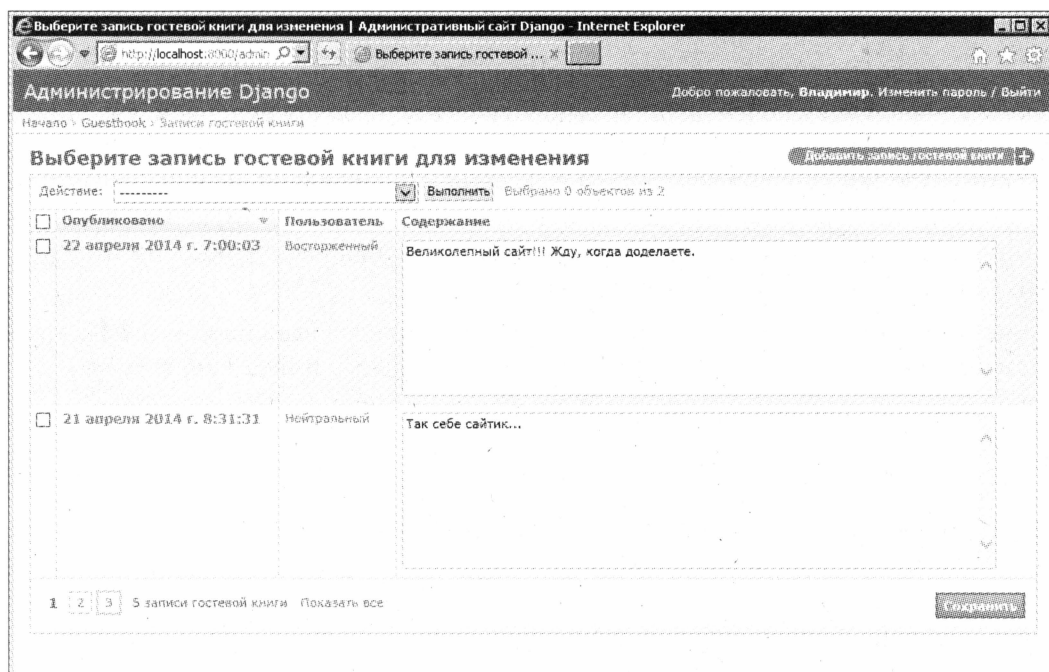 Выберите запись гостевой книги для изменения | Административный сайт Django - Internet Explorer
http://localhost:8000/admin Выберите запись гостевой ... ×
Администрирование Django Добро пожаловать, Владимир. Изменить пароль / Выйти
Начало › Guestbook › Записи гостевой книги
Выберите запись гостевой книги для изменения Добавить запись гостевой книги +
Действие: --------- Выполнить Выбрано 0 объектов из 2
Опубликовано Пользователь Содержание
22 апреля 2014 г. 7:00:03 Восторженный Великолепный сайт!!! Жду, когда доделаете.
21 апреля 2014 г. 8:31:31 Нейтральный Так себе сайтик...
1 2 3 5 записи гостевой книги Показать все Сохранить